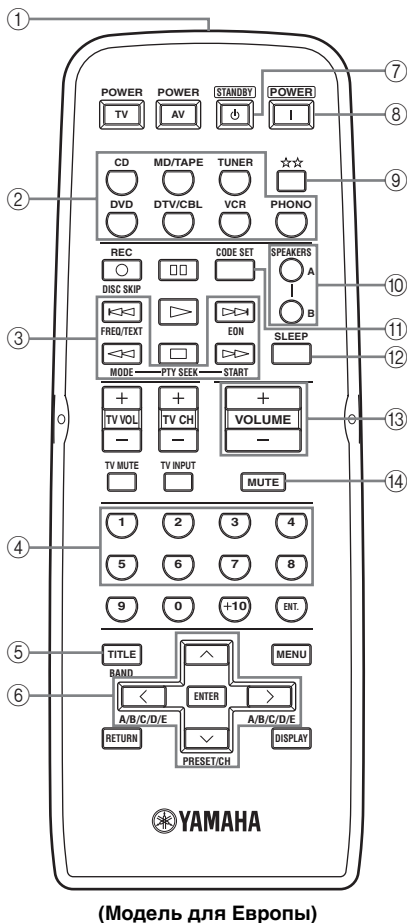 ①
POWER POWER STANDBY POWER
TV AV
⑦
⑧
CD MD/TAPE TUNER ☆☆
⑨
②
DVD DTV/CBL VCR PHONO
REC CODE SET SPEAKERS
A
⑩
DISC SKIP
B
⑪
③
FREQ/TEXT EON SLEEP
⑫
MODE PTY SEEK START
+ + +
TV VOL TV CH VOLUME
⑬
– – –
TV MUTE TV INPUT MUTE
⑭
1 2 3 4
④
5 6 7 8
9 0 +10 ENT.
⑤
TITLE MENU
BAND
⑥
ENTER
A/B/C/D/E A/B/C/D/E
RETURN DISPLAY
PRESET/CH
YAMAHA
(Модель для Европы)